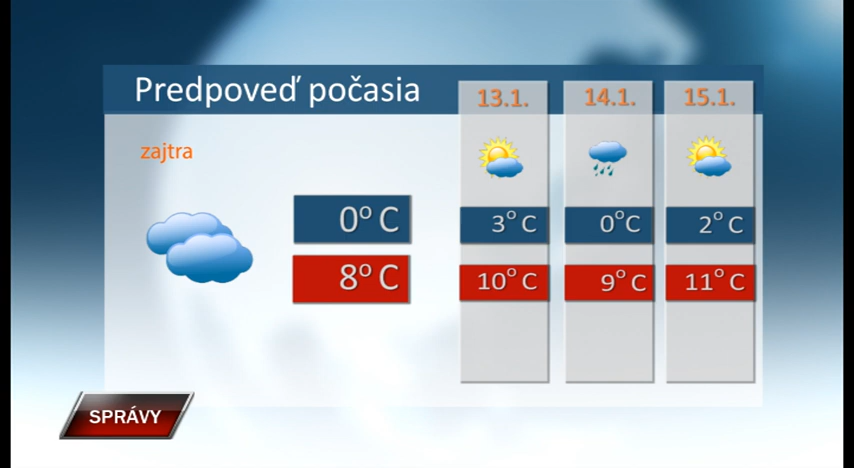 Predpoveď počasia
zajtra
0° C
8° C
13.1.
3° C
10° C
14.1.
0°C
9° C
15.1.
2° C
11° C
SPRÁVY